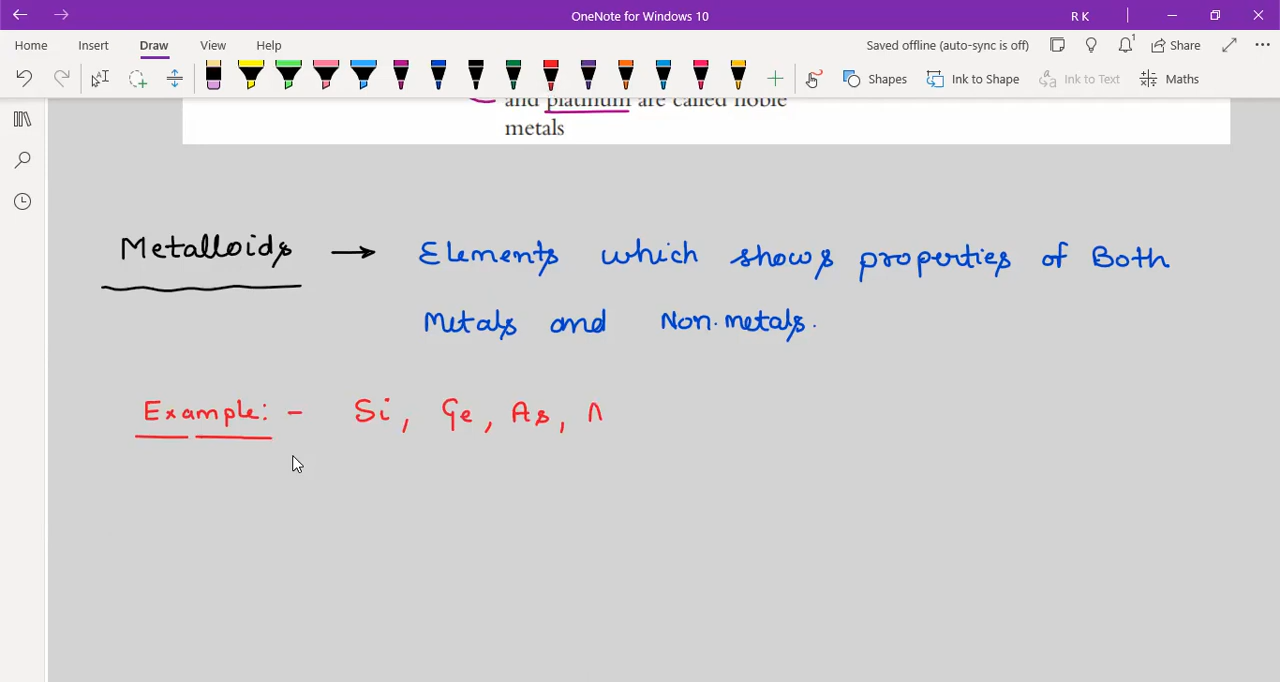 OneNote for Windows 10
R K
Home Insert Draw View Help
Saved offline (auto-sync is off) 1 Share
Shapes Ink to Shape Ink to Text Maths
and platinum are called noble
metals
Metalloids → Elements which shows properties of Both
Metals and Non-metals.
Example: - Si, Ge, As,